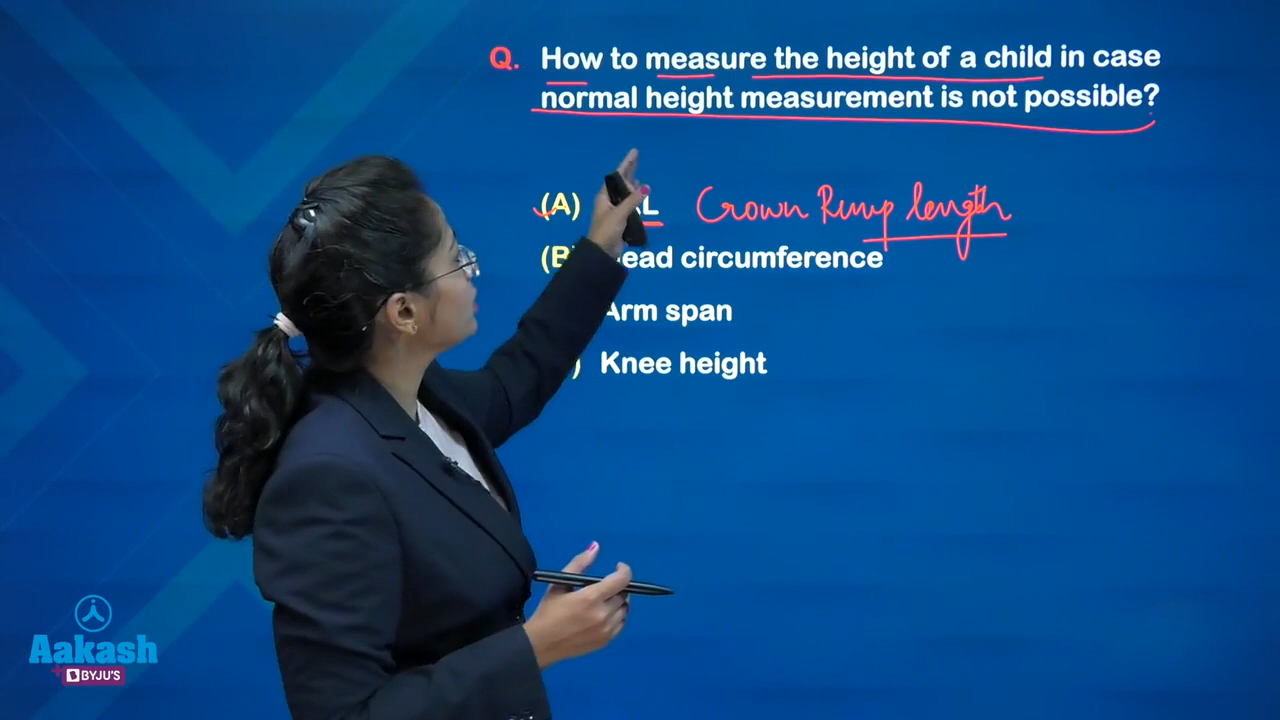 Q. How to measure the height of a child in case
normal height measurement is not possible?
(A) Crown Rump length
(B) Head circumference
Arm span
) Knee height
Aakash
+ BYJU'S